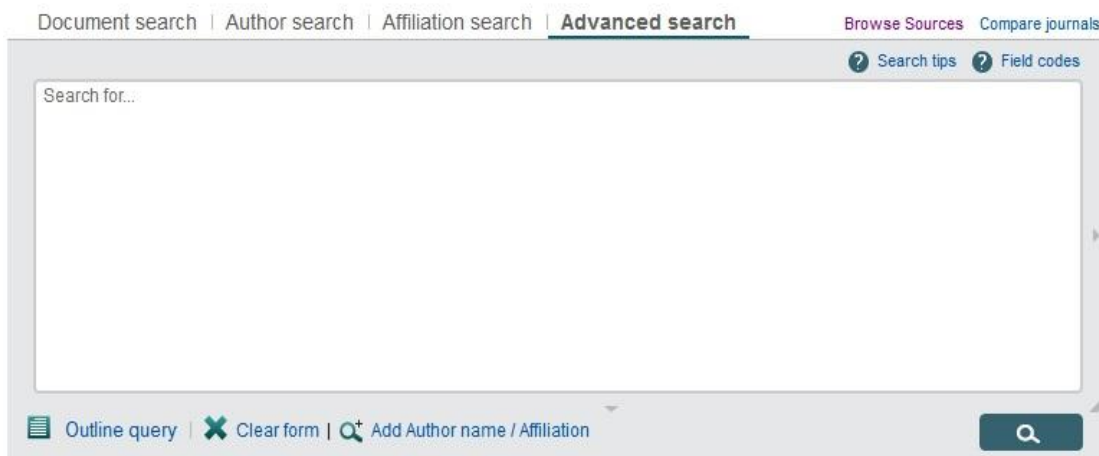 Document search | Author search | Affiliation search | Advanced search Browse Sources Compare journals
? Search tips ? Field codes
Search for...
Outline query | Clear form | Add Author name / Affiliation